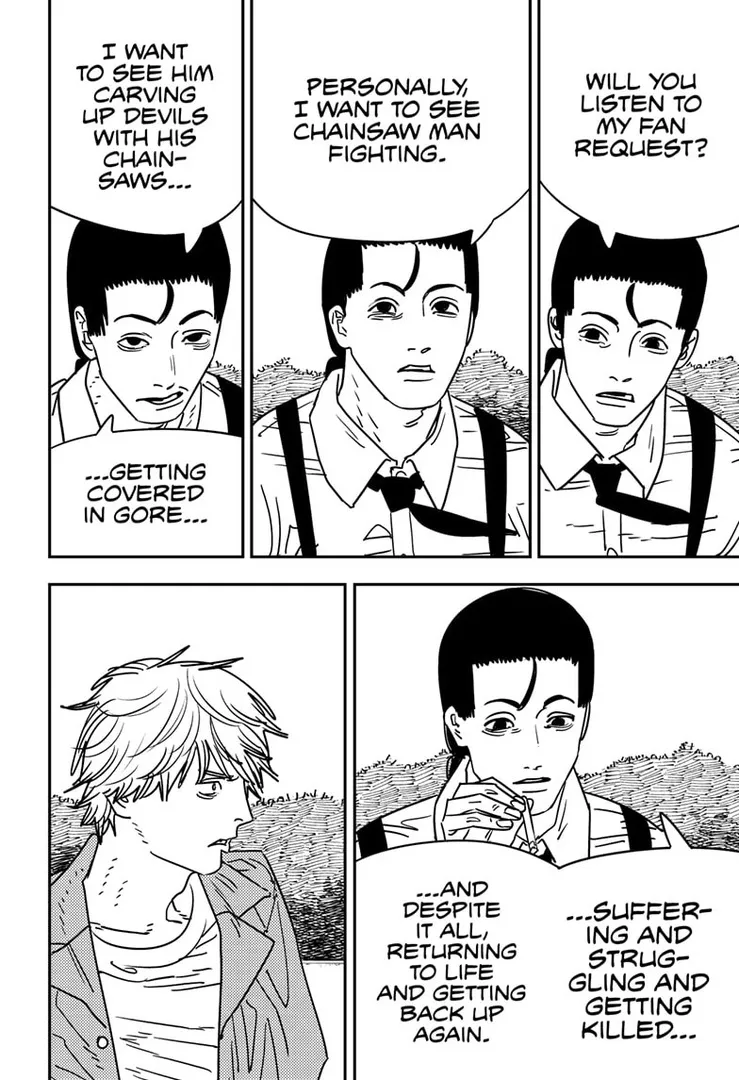 WILL YOU
LISTEN TO
MY FAN
REQUEST?
PERSONALLY,
I WANT TO SEE
CHAINSAW MAN
FIGHTING.
I WANT
TO SEE HIM
CARVING
UP DEVILS
WITH HIS
CHAIN-
SAWS...
...GETTING
COVERED
IN GORE...
...SUFFER-
ING AND
STRUG-
GLING AND
GETTING
KILLED...
...AND
DESPITE
IT ALL,
RETURNING
TO LIFE
AND GETTING
BACK UP
AGAIN.